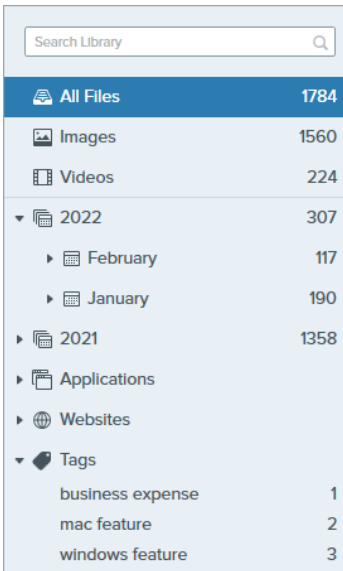 Search Library
All Files 1784
Images 1560
Videos 224
2022 307
February 117
January 190
2021 1358
Applications
Websites
Tags
business expense 1
mac feature 2
windows feature 3